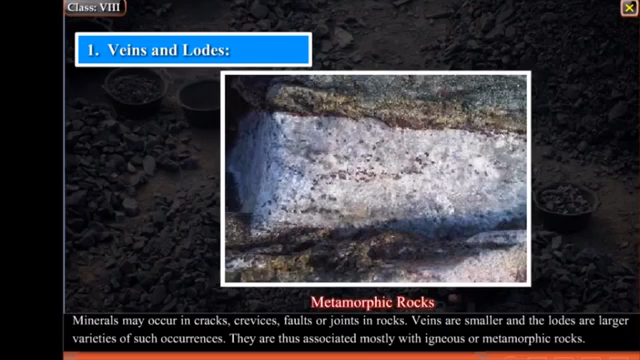 Class: VIII
1. Veins and Lodes:
Metamorphic Rocks
Minerals may occur in cracks, crevices, faults or joints in rocks. Veins are smaller and the lodes are larger
varieties of such occurrences. They are thus associated mostly with igneous or metamorphic rocks.